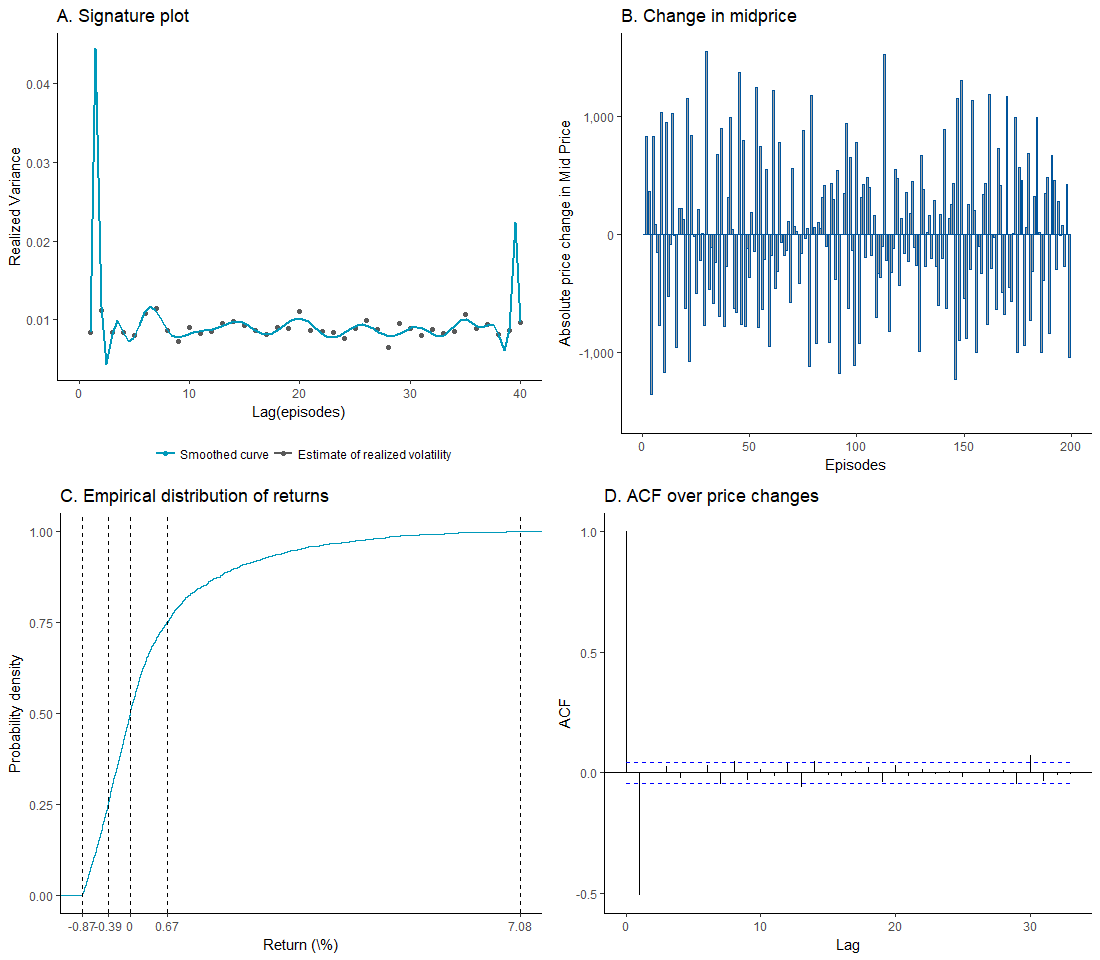 A. Signature plot
Realized Variance
0.04
0.03
0.02
0.01
0
10
20
30
40
Lag(episodes)
Smoothed curve
Estimate of realized volatility
B. Change in midprice
Absolute price change in Mid Price
1,000
0
-1,000
0
50
100
150
200
Episodes
C. Empirical distribution of returns
Probability density
1.00
0.75
0.50
0.25
0.00
-0.87
-0.39
0
0.67
7.08
Return (\%)
D. ACF over price changes
ACF
1.0
0.5
0.0
-0.5
0
10
20
30
Lag